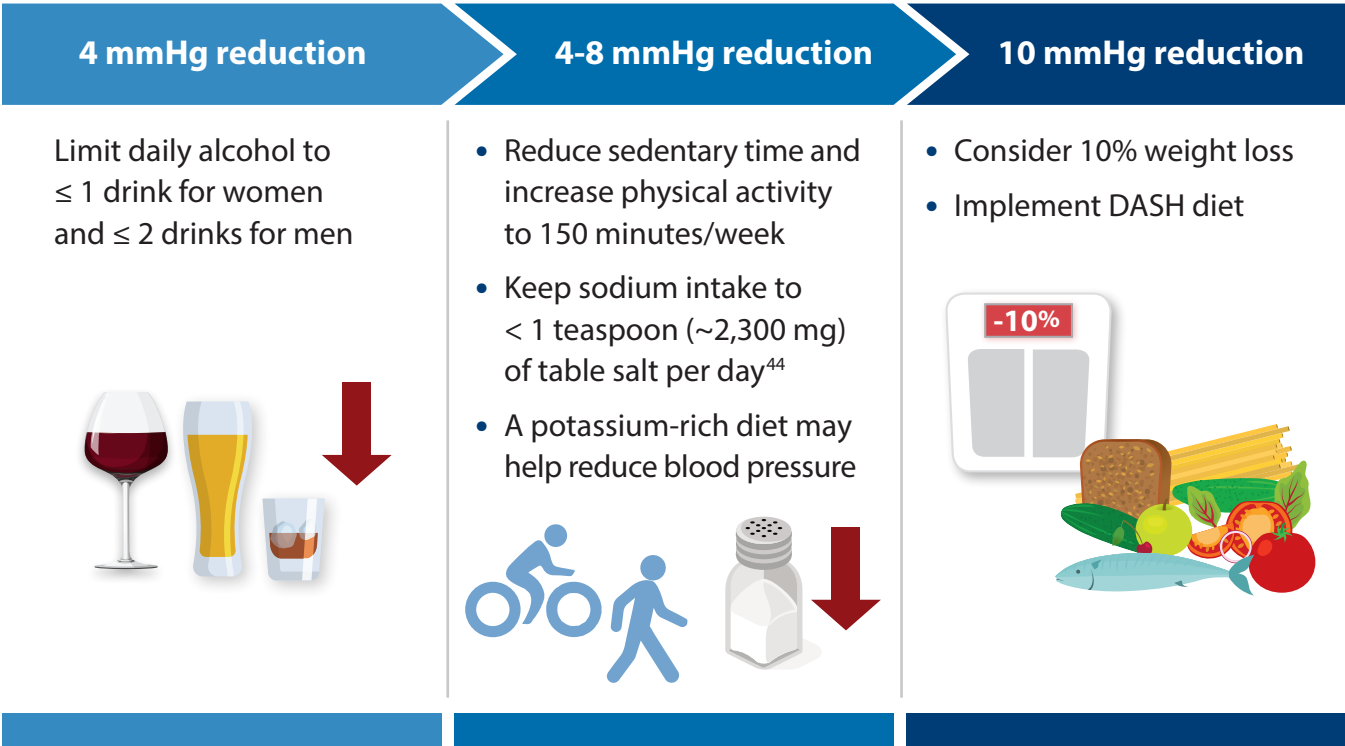 4 mmHg reduction
4-8 mmHg reduction
10 mmHg reduction
Limit daily alcohol to
≤ 1 drink for women
and ≤ 2 drinks for men
• Reduce sedentary time and
increase physical activity
to 150 minutes/week
• Keep sodium intake to
< 1 teaspoon (~2,300 mg)
of table salt per day⁴⁴
• A potassium-rich diet may
help reduce blood pressure
• Consider 10% weight loss
• Implement DASH diet
-10%